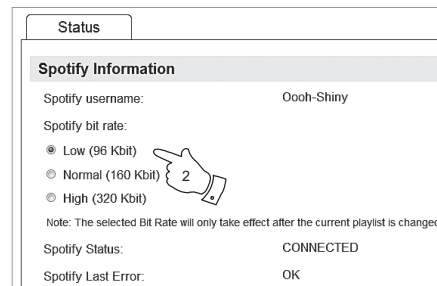 Status
Spotify Information
Spotify username: Oooh-Shiny
Spotify bit rate:
Low (96 Kbit)
Normal (160 Kbit)
2
High (320 Kbit)
Note: The selected Bit Rate will only take effect after the current playlist is changed
Spotify Status: CONNECTED
Spotify Last Error: OK